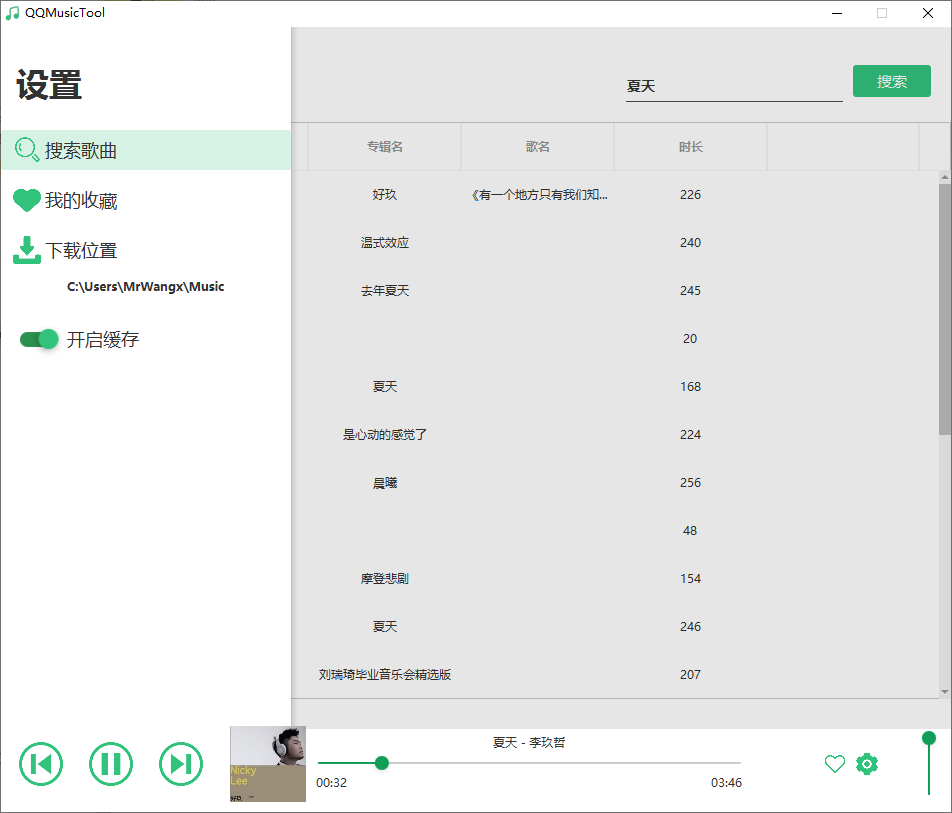 QQMusicTool
设置
搜索歌曲
我的收藏
下载位置
C:\Users\MrWangx\Music
开启缓存
夏天
搜索
专辑名 歌名 时长
好玖 《有一个地方只有我们知... 226
温式效应 240
去年夏天 245
20
夏天 168
是心动的感觉了 224
晨曦 256
48
摩登悲剧 154
夏天 246
刘瑞琦毕业音乐会精选版 207
Nicky
Lee
好玖
夏天 - 李玖哲
00:32 03:46